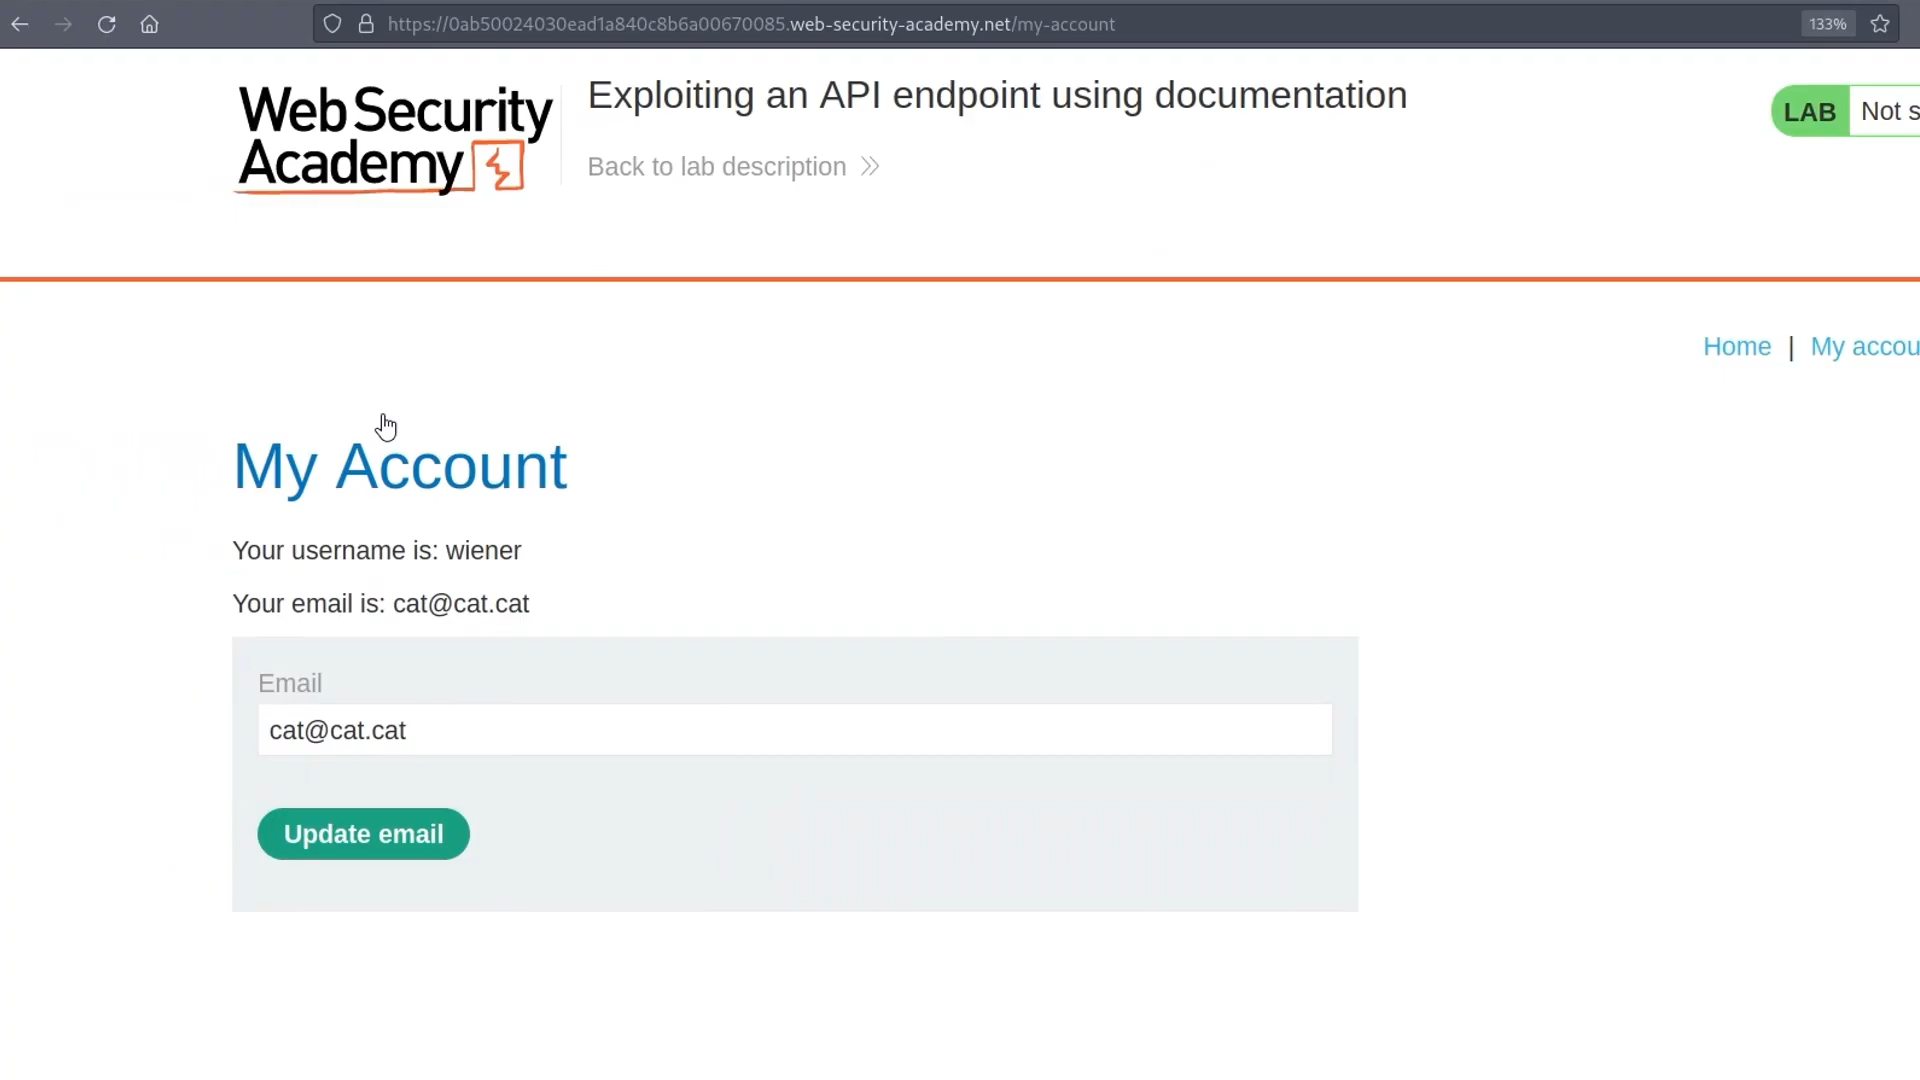 https://0ab50024030ead1a840c8b6a00670085.web-security-academy.net/my-account
133%
Web Security
Academy
Exploiting an API endpoint using documentation
Back to lab description
LAB
Not s
Home | My accou
My Account
Your username is: wiener
Your email is: cat@cat.cat
Email
cat@cat.cat
Update email